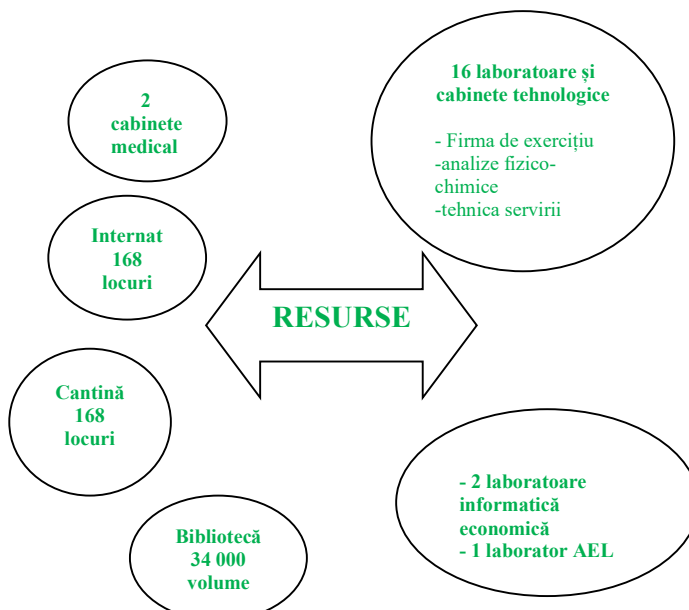 2
cabinete
medical
16 laboratoare și
cabinete tehnologice
- Firma de exercițiu
-analize fizico-
chimice
-tehnica servirii
Internat
168
locuri
RESURSE
Cantină
168
locuri
- 2 laboratoare
informatică
economică
- 1 laborator AEL
Bibliotecă
34 000
volume